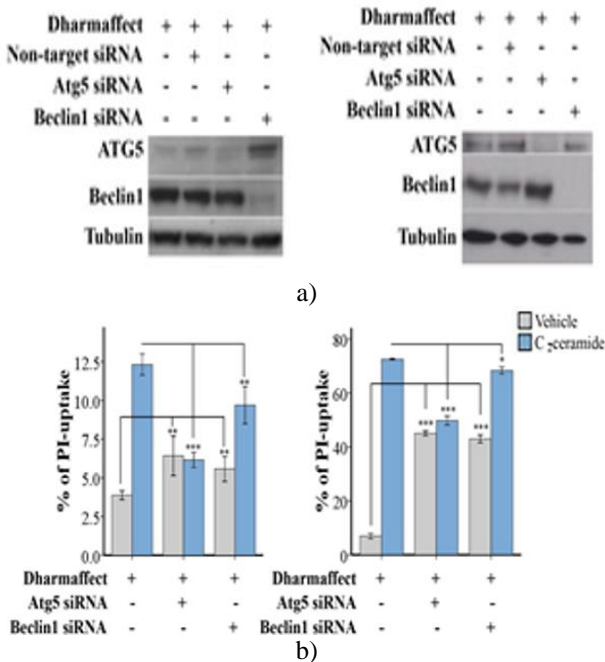 Dharmaffect + + + +
Non-target siRNA - + - -
Atg5 siRNA - - + -
Beclin1 siRNA - - - +
ATG5
Beclin1
Tubulin
Dharmaffect + + + +
Non-target siRNA - + - -
Atg5 siRNA - - + -
Beclin1 siRNA - - - +
ATG5
Beclin1
Tubulin
a)
% of PI-uptake
12.5
10.0
7.5
5.0
2.5
0.0
** *** ** **
Dharmaffect + + +
Atg5 siRNA - + -
Beclin1 siRNA - - +
% of PI-uptake
80
60
40
20
0
*** *** *** *
Vehicle
C2ceramide
Dharmaffect + + +
Atg5 siRNA - + -
Beclin1 siRNA - - +
b)